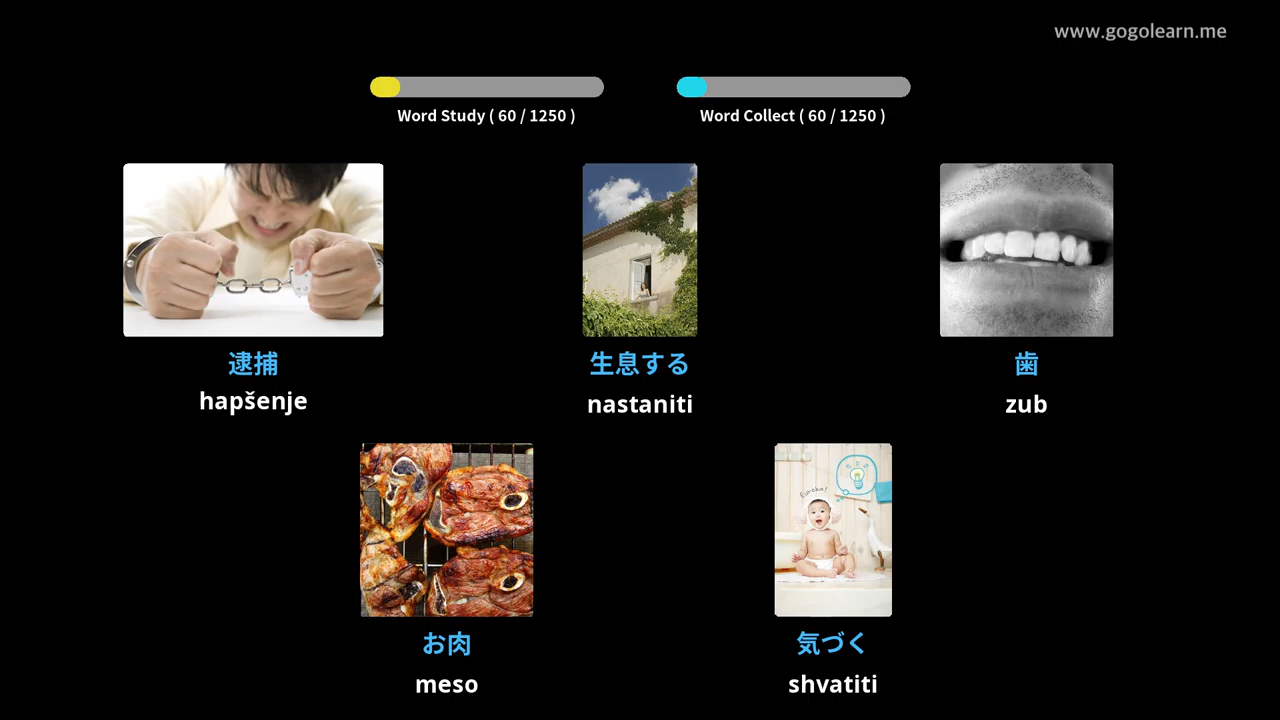 www.gogolearn.me
Word Study ( 60 / 1250 )
Word Collect ( 60 / 1250 )
逮捕
hapšenje
生息する
nastaniti
歯
zub
Eureka!
お肉
meso
気づく
shvatiti